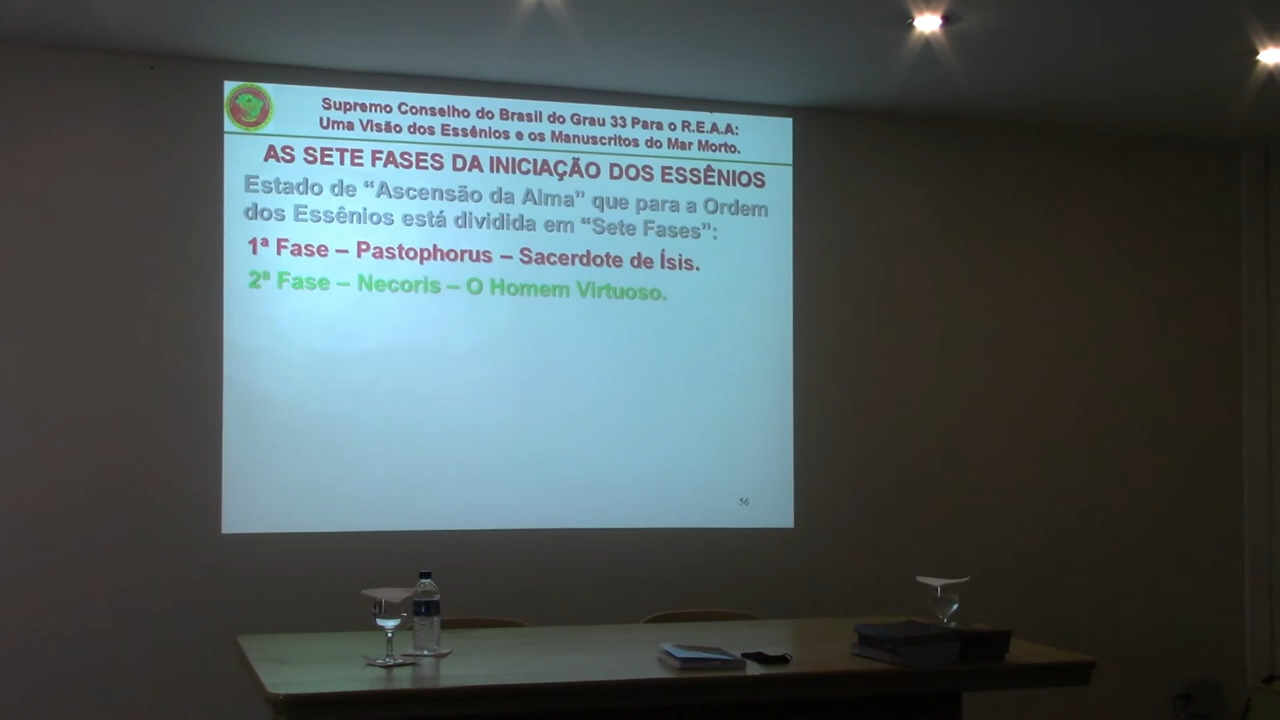 Supremo Conselho do Brasil do Grau 33 Para o R.E.A.A:
Uma Visão dos Essênios e os Manuscritos do Mar Morto.
AS SETE FASES DA INICIAÇÃO DOS ESSÊNIOS
Estado de “Ascensão da Alma” que para a Ordem
dos Essênios está dividida em “Sete Fases”:
1ª Fase – Pastophorus – Sacerdote de Ísis.
2ª Fase – Necoris – O Homem Virtuoso.
56